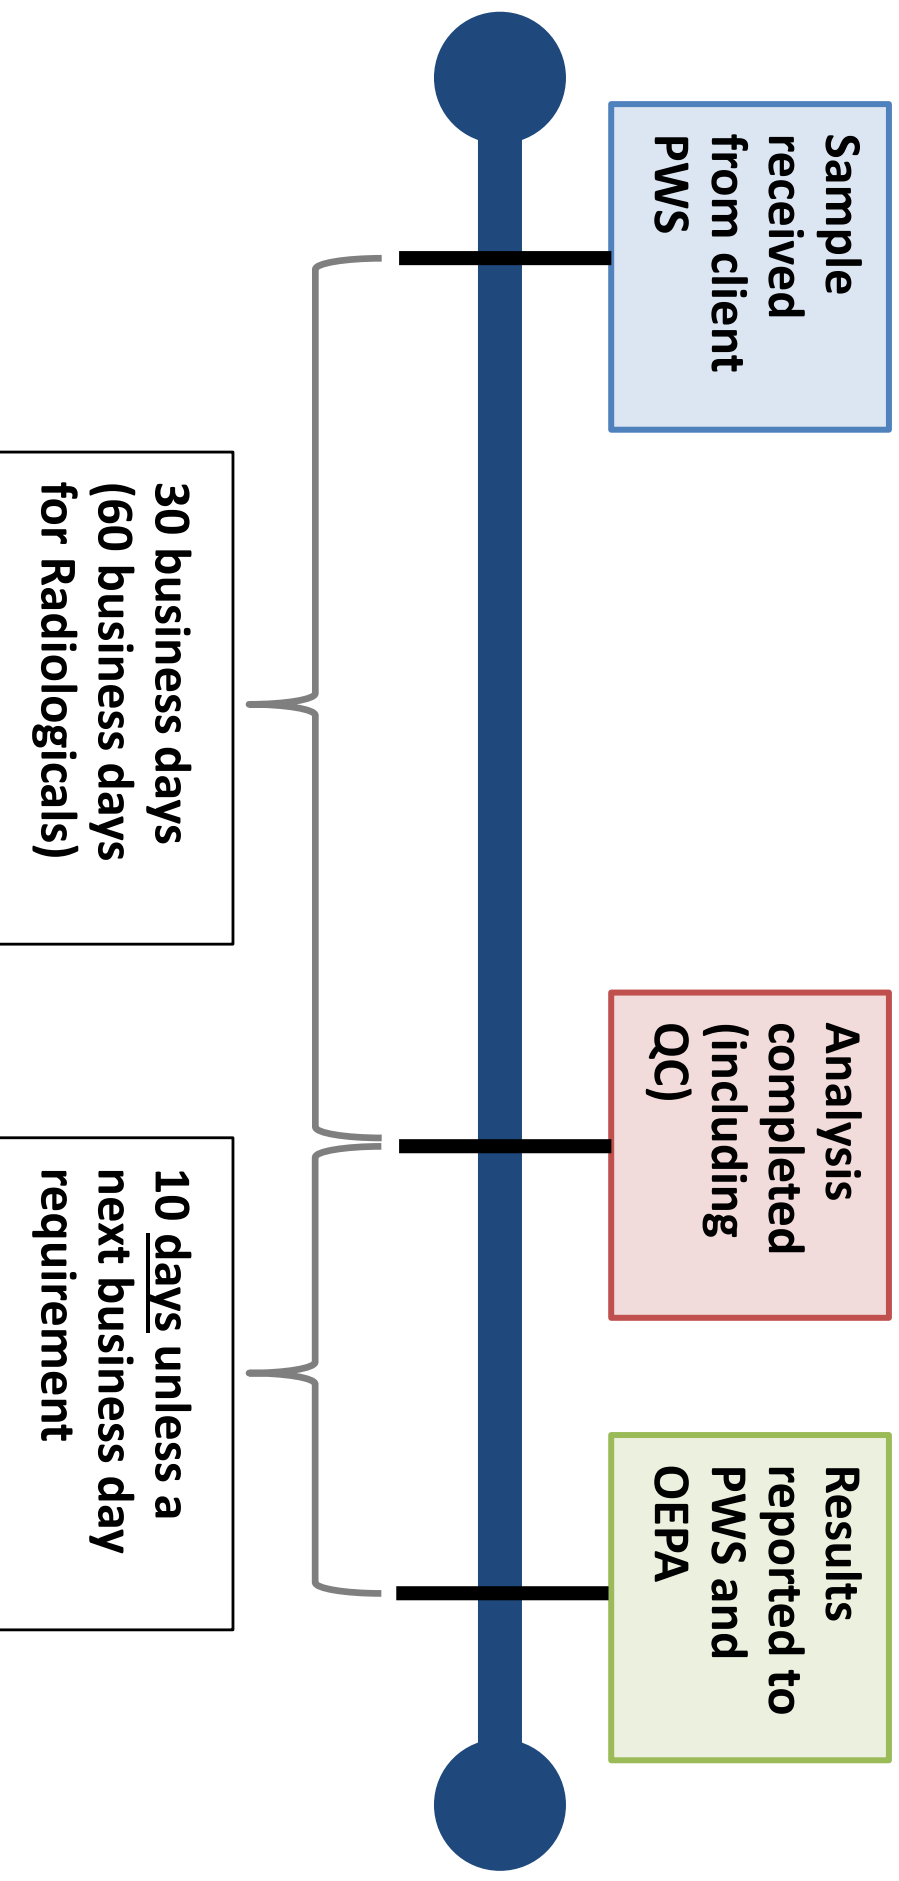 Sample
received
from client
PWS
Analysis
completed
(including
QC)
Results
reported to
PWS and
OEPA
30 business days
(60 business days
for Radiologicals)
10 days unless a
next business day
requirement